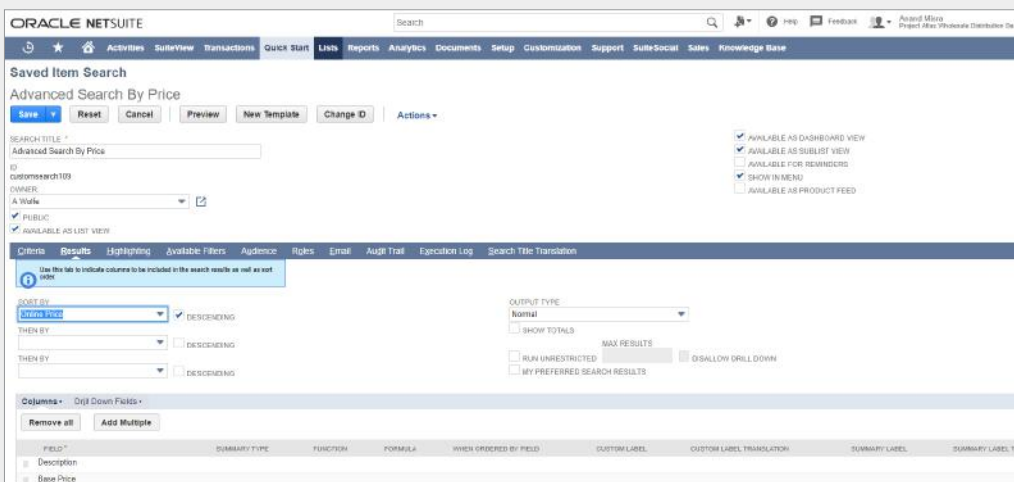 ORACLE NETSUITE
Search
Help
Feedback
Anand Misra
Project Atlas Wholesale Distribution
Activities SuiteView Transactions Quick Start Lists Reports Analytics Documents Setup Customization Support SuiteSocial Sales Knowledge Base
Saved Item Search
Advanced Search By Price
Save Reset Cancel Preview New Template Change ID Actions
SEARCH TITLE *
Advanced Search By Price
ID
customsearch109
OWNER
A Wolfe
PUBLIC
AVAILABLE AS LIST VIEW
AVAILABLE AS DASHBOARD VIEW
AVAILABLE AS SUBLIST VIEW
AVAILABLE FOR REMINDERS
SHOW IN MENU
AVAILABLE AS PRODUCT FEED
Criteria Results Highlighting Available Filters Audience Roles Email Audit Trail Execution Log Search Title Translation
Use this tab to indicate columns to be included in the search results as well as sort
order.
SORT BY
Online Price DESCENDING
THEN BY
DESCENDING
THEN BY
DESCENDING
OUTPUT TYPE
Normal
SHOW TOTALS
MAX RESULTS
RUN UNRESTRICTED DISALLOW DRILL DOWN
MY PREFERRED SEARCH RESULTS
Columns • Drill Down Fields •
Remove all Add Multiple
FIELD * SUMMARY TYPE FUNCTION FORMULA WHEN ORDERED BY FIELD CUSTOM LABEL CUSTOM LABEL TRANSLATION SUMMARY LABEL SUMMARY LABEL T
Description
Base Price